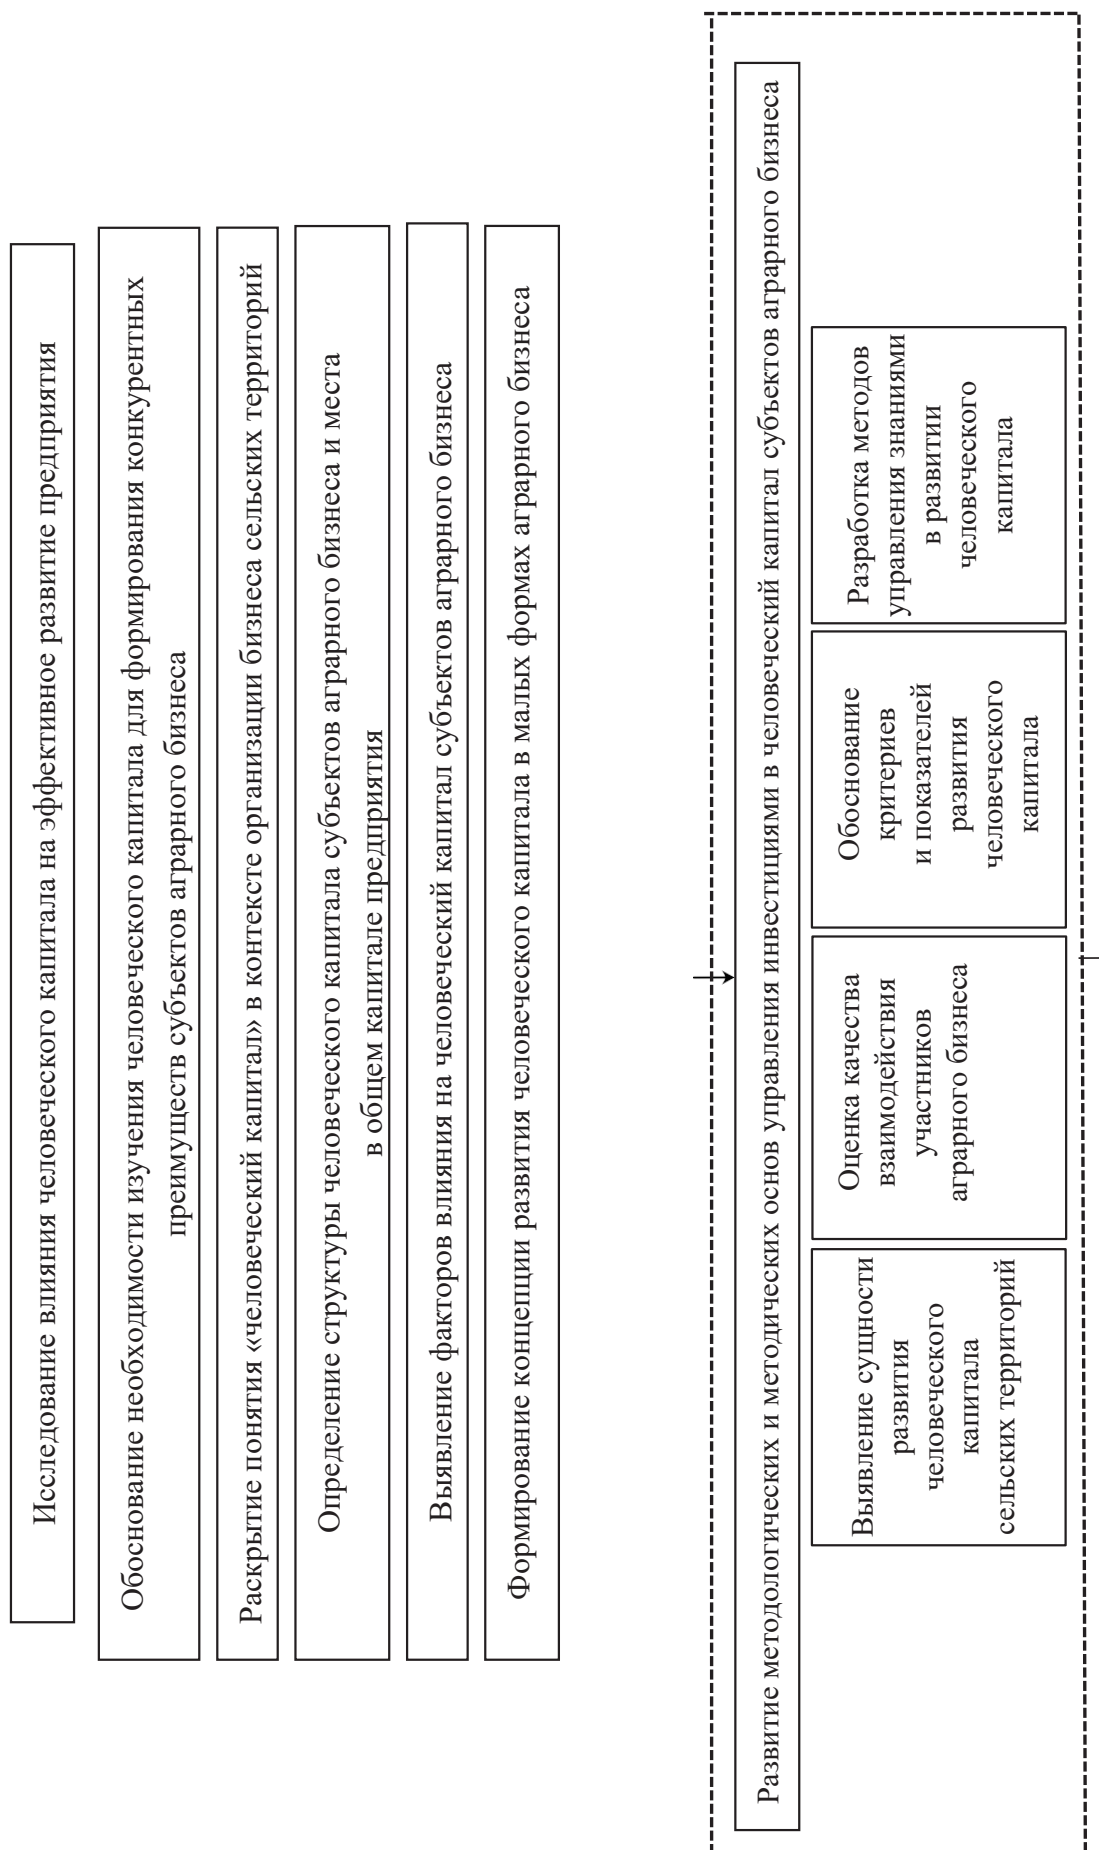 Исследование влияния человеческого капитала на эффективное развитие предприятия
Обоснование необходимости изучения человеческого капитала для формирования конкурентных
преимуществ субъектов аграрного бизнеса
Раскрытие понятия «человеческий капитал» в контексте организации бизнеса сельских территорий
Определение структуры человеческого капитала субъектов аграрного бизнеса и места
в общем капитале предприятия
Выявление факторов влияния на человеческий капитал субъектов аграрного бизнеса
Формирование концепции развития человеческого капитала в малых формах аграрного бизнеса
Развитие методологических и методических основ управления инвестициями в человеческий капитал субъектов аграрного бизнеса
Выявление сущности
развития
человеческого
капитала
сельских территорий
Оценка качества
взаимодействия
участников
аграрного бизнеса
Обоснование
критериев
и показателей
развития
человеческого
капитала
Разработка методов
управления знаниями
в развитии
человеческого
капитала